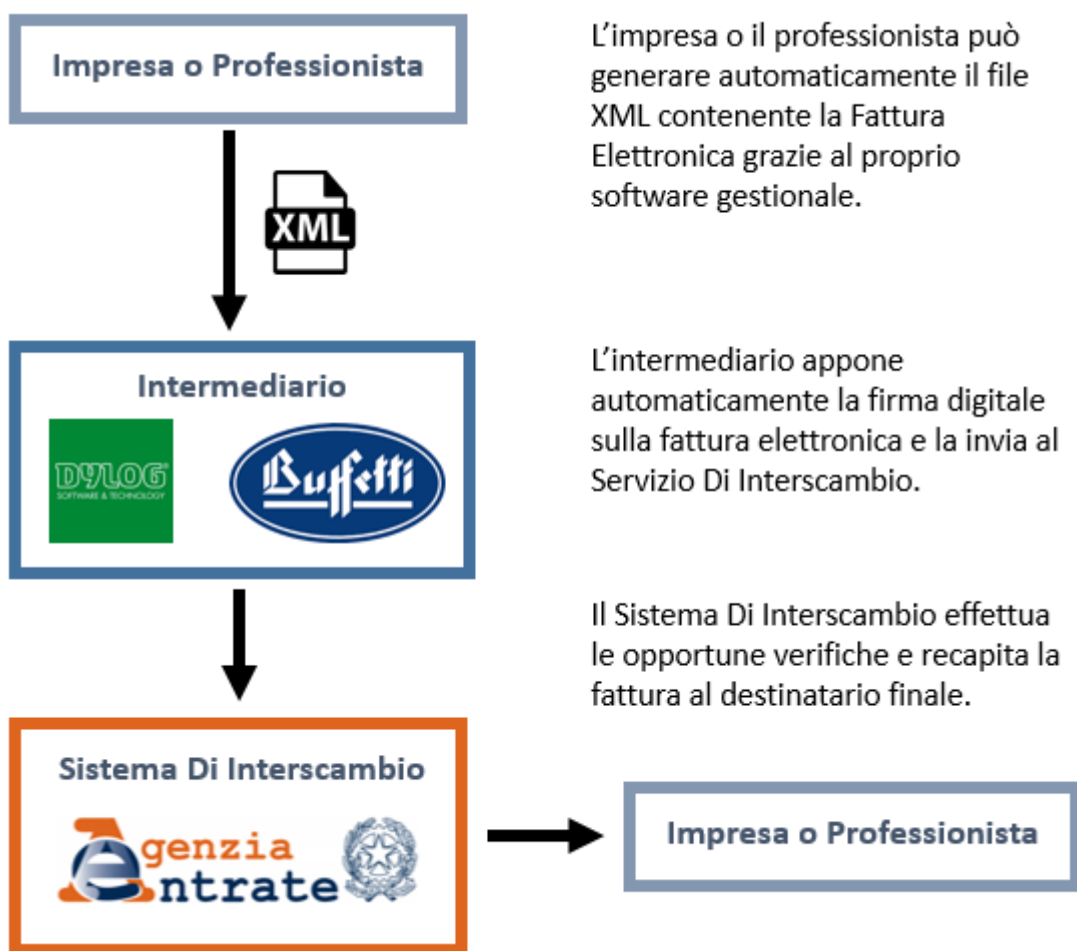 Impresa o Professionista
L'impresa o il professionista può
generare automaticamente il file
XML contenente la Fattura
Elettronica grazie al proprio
software gestionale.
XML
Intermediario
DYLOG
SOFTWARE & TECHNOLOGY
Buffetti
L'intermediario appone
automaticamente la firma digitale
sulla fattura elettronica e la invia al
Servizio Di Interscambio.
Il Sistema Di Interscambio effettua
le opportune verifiche e recapita la
fattura al destinatario finale.
Sistema Di Interscambio
Agenzia
Entrate
Impresa o Professionista